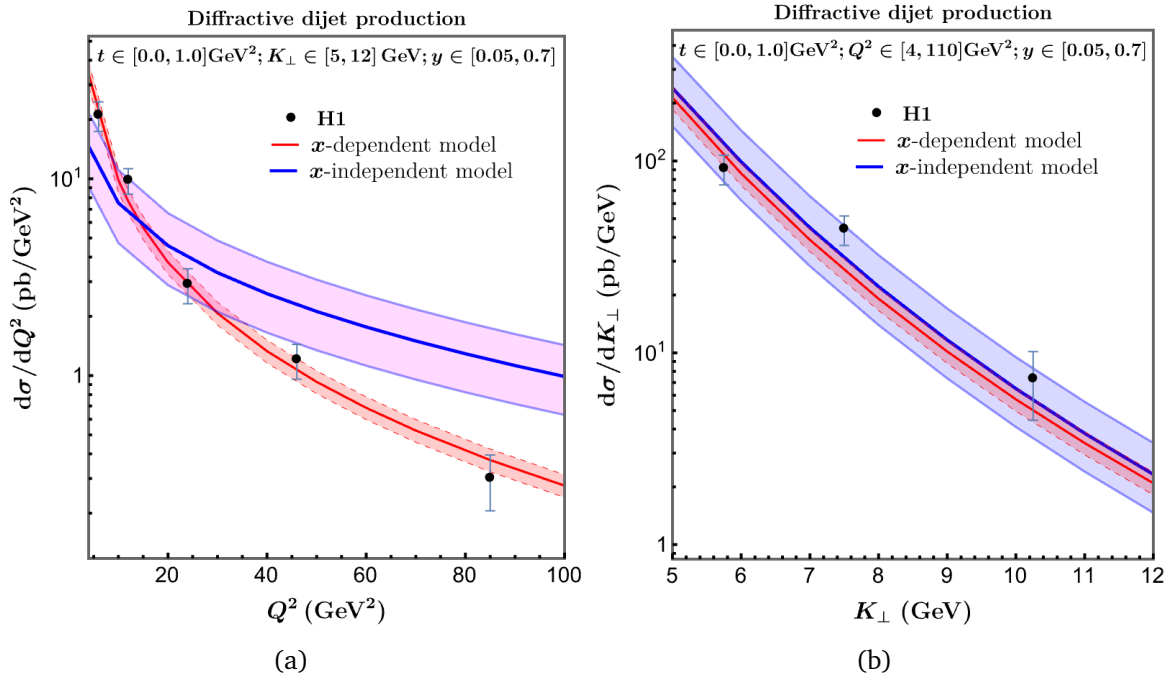 Diffractive dijet production
t ∈ [0.0, 1.0]GeV²; K⊥ ∈ [5, 12] GeV; y ∈ [0.05, 0.7]
H1
x-dependent model
x-independent model
10¹
1
dσ/dQ² (pb/GeV²)
20 40 60 80 100
Q² (GeV²)
(a)
Diffractive dijet production
t ∈ [0.0, 1.0]GeV²; Q² ∈ [4, 110]GeV²; y ∈ [0.05, 0.7]
H1
x-dependent model
x-independent model
10²
10¹
1
dσ/dK⊥ (pb/GeV)
5 6 7 8 9 10 11 12
K⊥ (GeV)
(b)